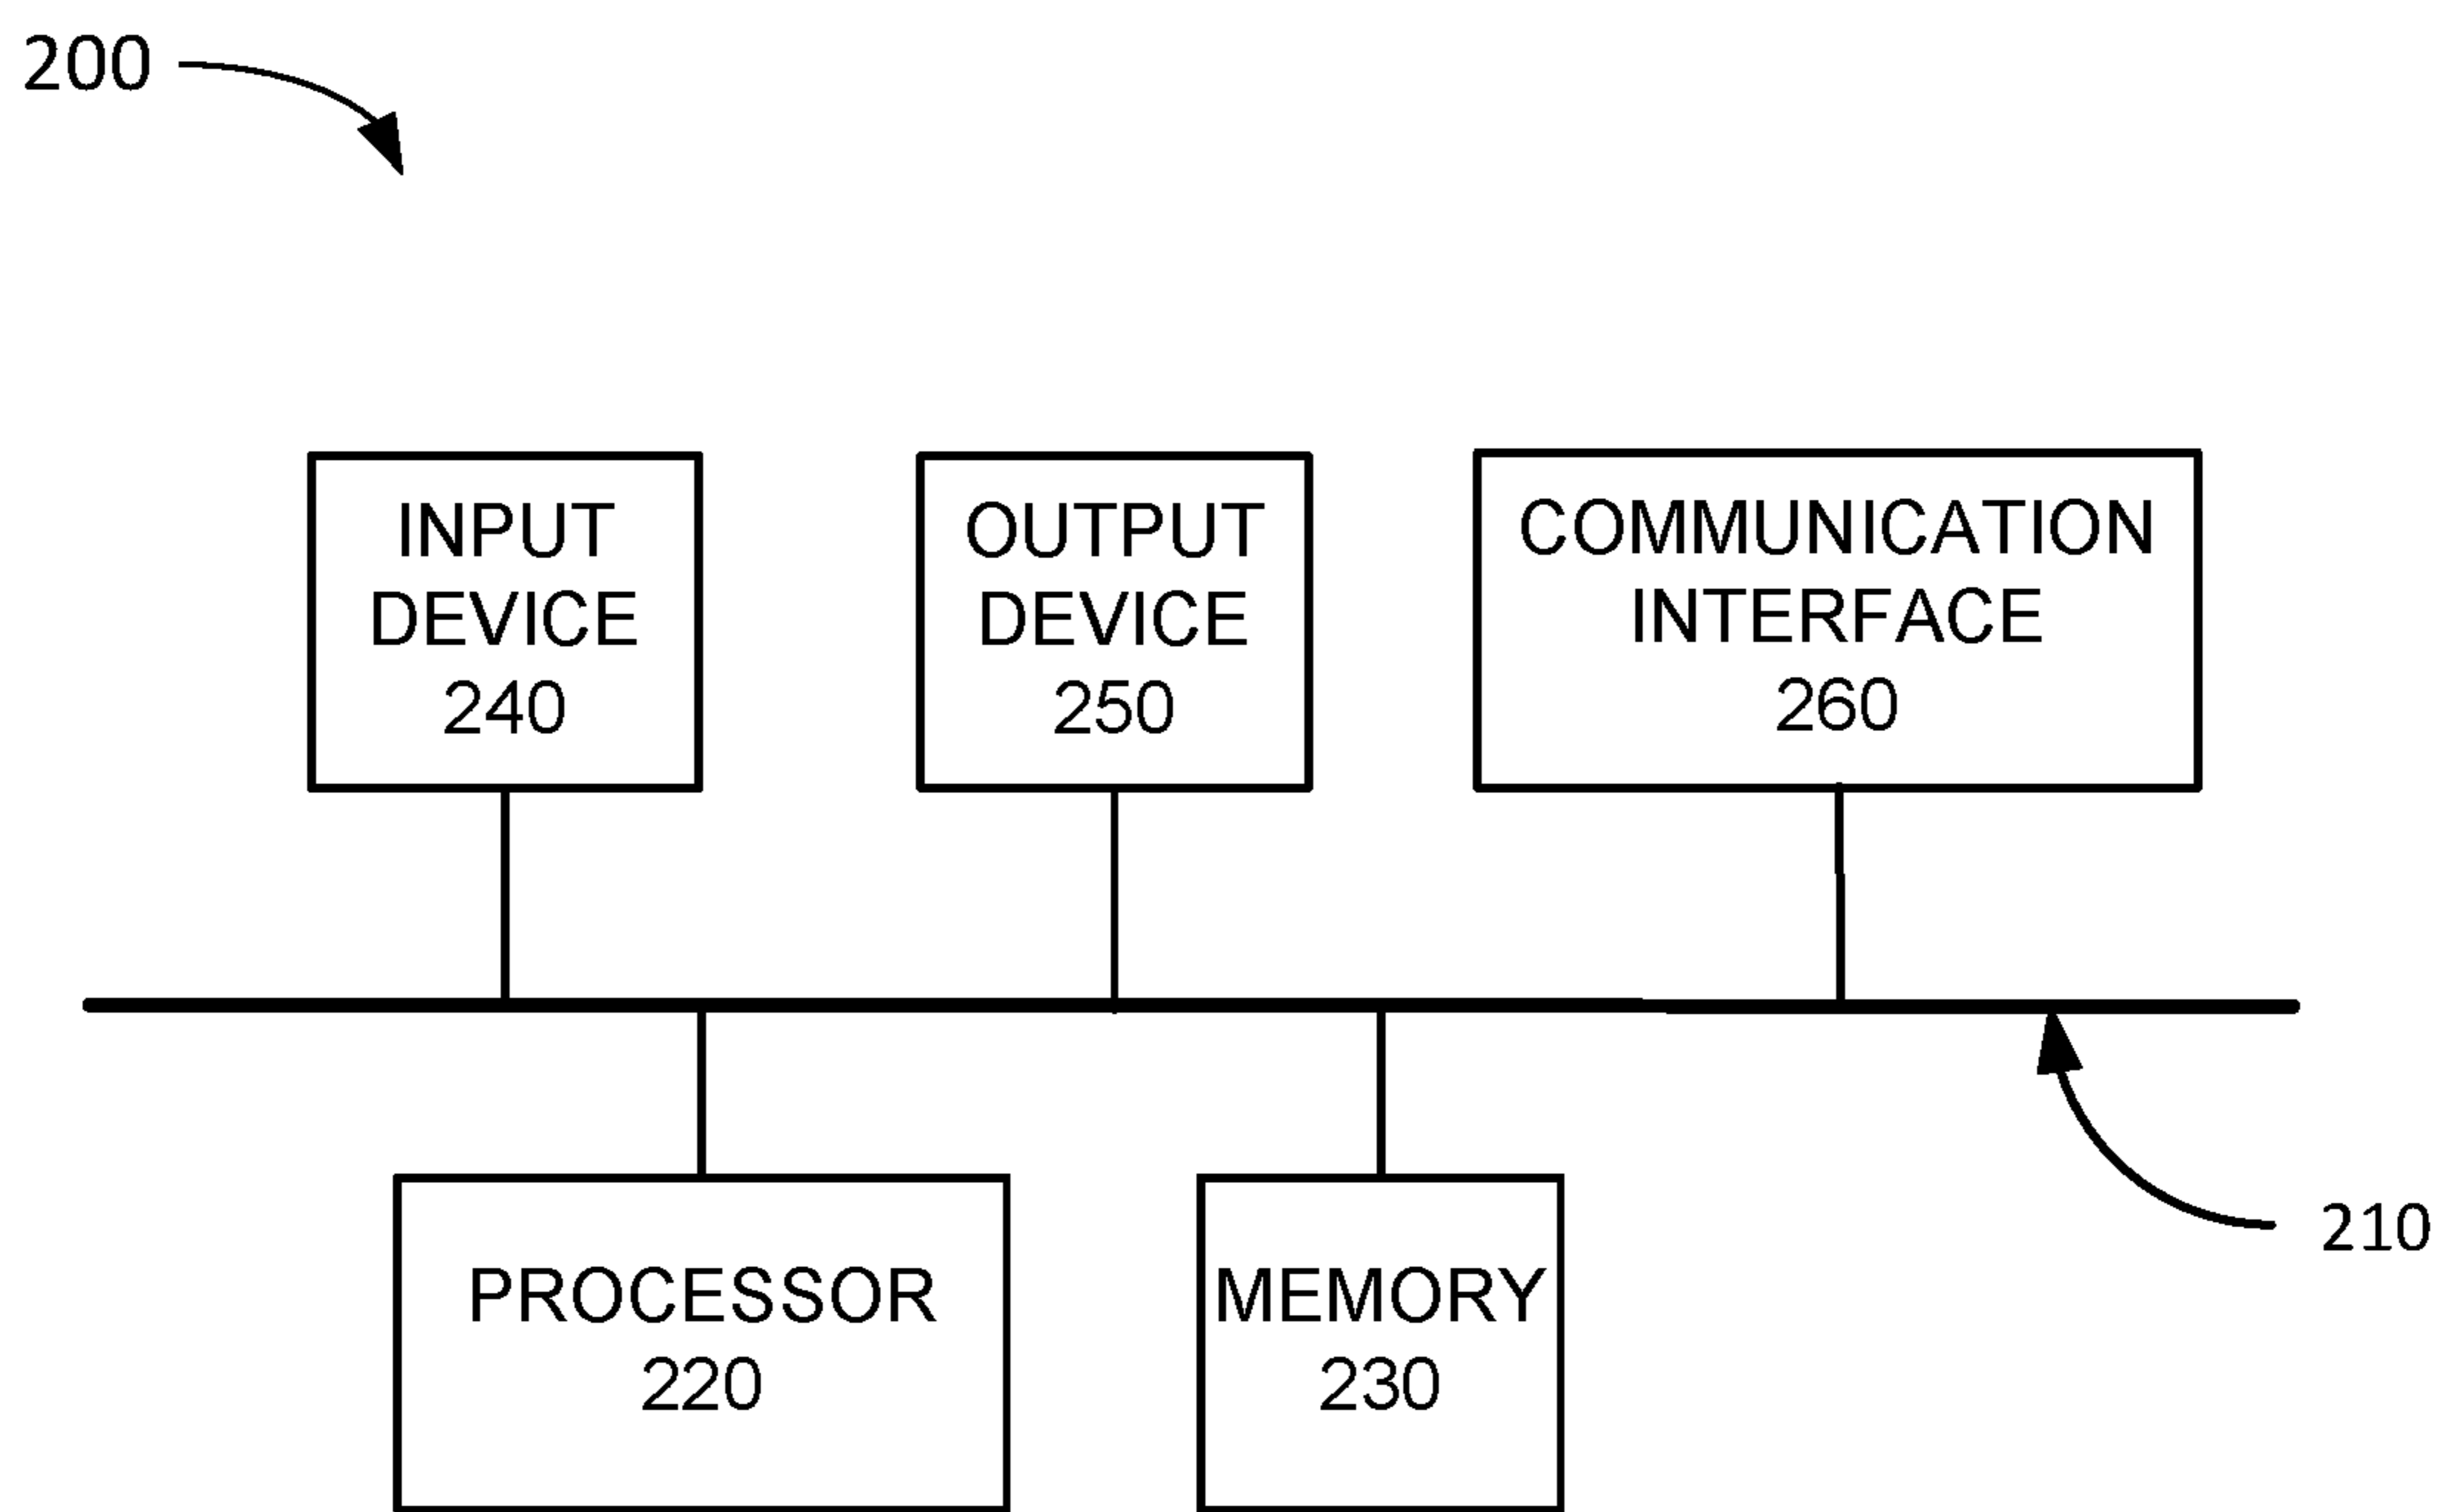 200
INPUT
DEVICE
240
OUTPUT
DEVICE
250
COMMUNICATION
INTERFACE
260
PROCESSOR
220
MEMORY
230
210